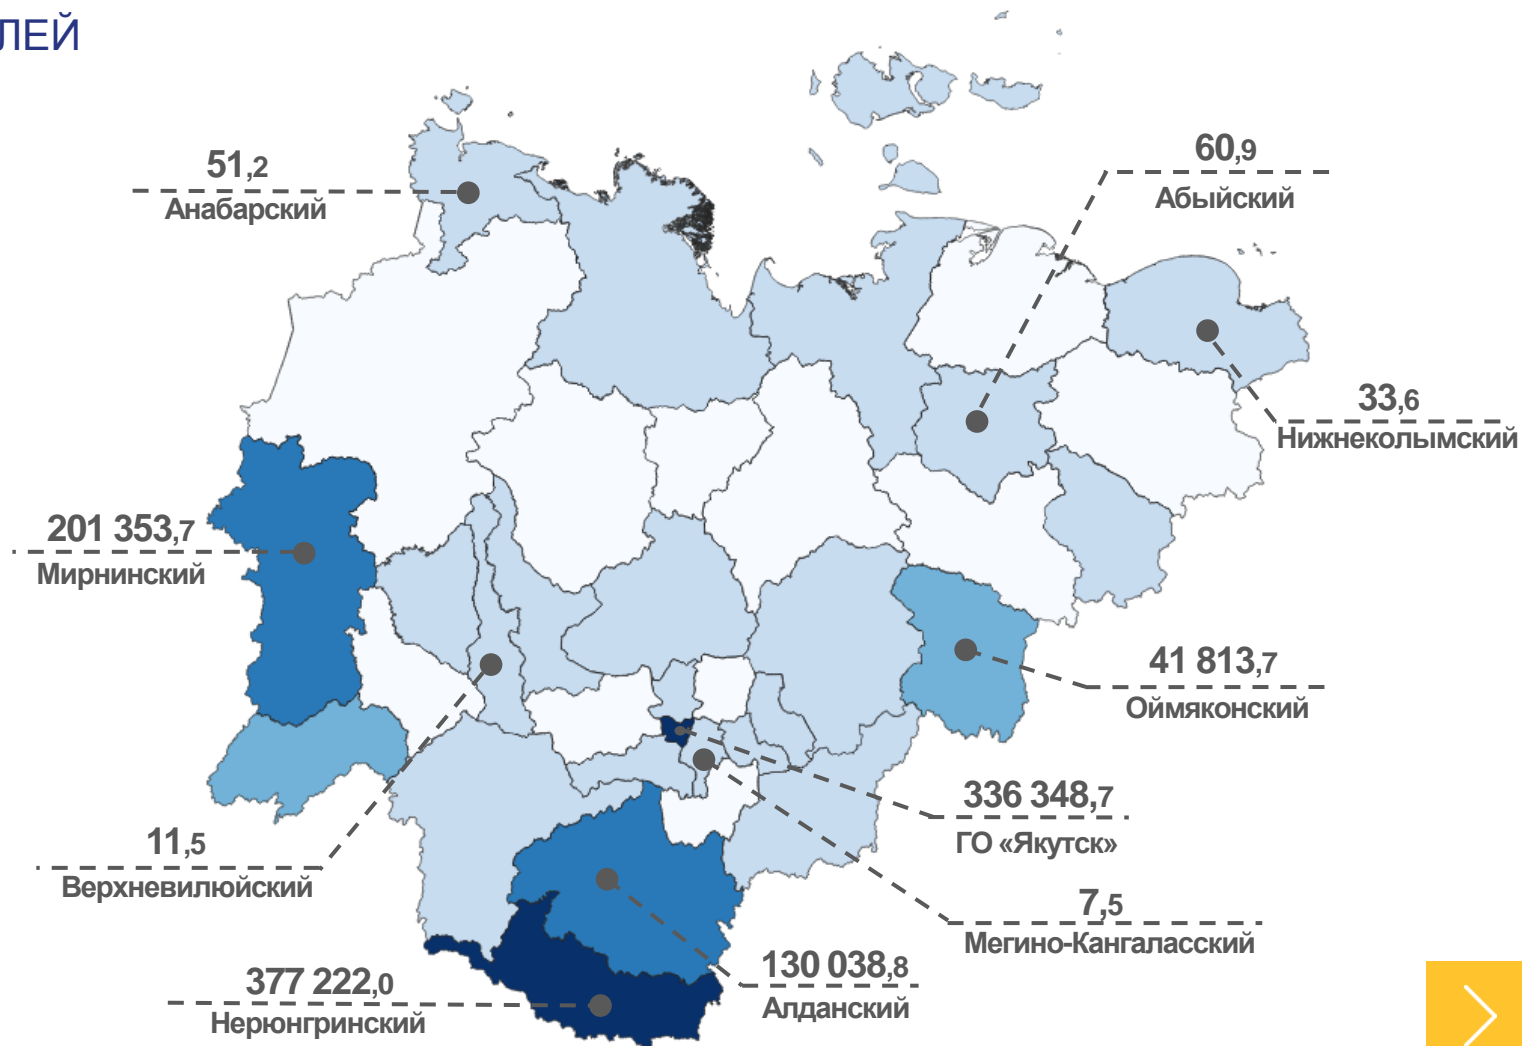 ЛЕЙ
51,2
Анабарский
60,9
Абыйский
33,6
Нижнеколымский
201 353,7
Мирнинский
41 813,7
Оймяконский
336 348,7
ГО «Якутск»
11,5
Верхневилюйский
7,5
Мегино-Кангаласский
130 038,8
Алданский
377 222,0
Нерюнгринский